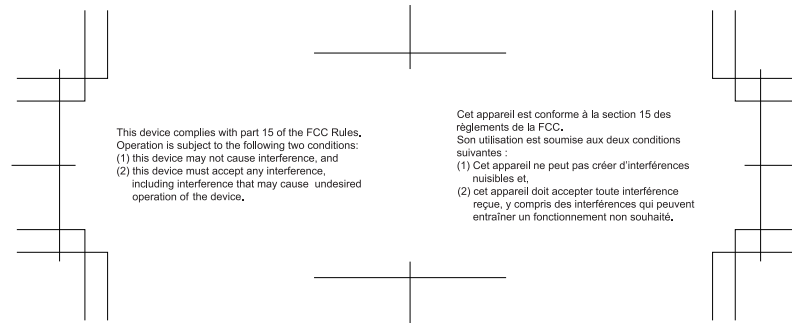 This device complies with part 15 of the FCC Rules.
Operation is subject to the following two conditions:
(1) this device may not cause interference, and
(2) this device must accept any interference,
including interference that may cause undesired
operation of the device.
Cet appareil est conforme à la section 15 des
règlements de la FCC.
Son utilisation est soumise aux deux conditions
suivantes :
(1) Cet appareil ne peut pas créer d'interférences
nuisibles et,
(2) cet appareil doit accepter toute interférence
reçue, y compris des interférences qui peuvent
entraîner un fonctionnement non souhaité.